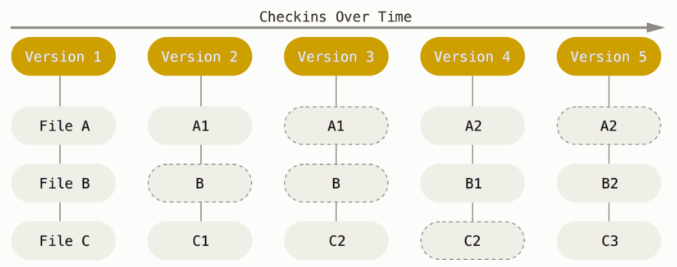 Checkins Over Time
Version 1 Version 2 Version 3 Version 4 Version 5
File A A1 A1 A2 A2
File B B B B1 B2
File C C1 C2 C2 C3